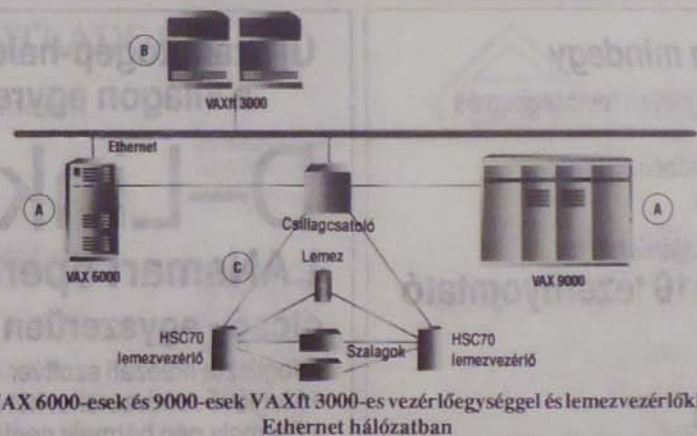 B
VAXft 3000
Ethernet
A
A
Csillagcsatoló
VAX 6000
VAX 9000
C
Lemez
HSC70
lemezvezérlő
Szalagok
HSC70
lemezvezérlő
AX 6000-esek és 9000-esek VAXft 3000-es vezérlőegységgel és lemezvezérlők
Ethernet hálózatban